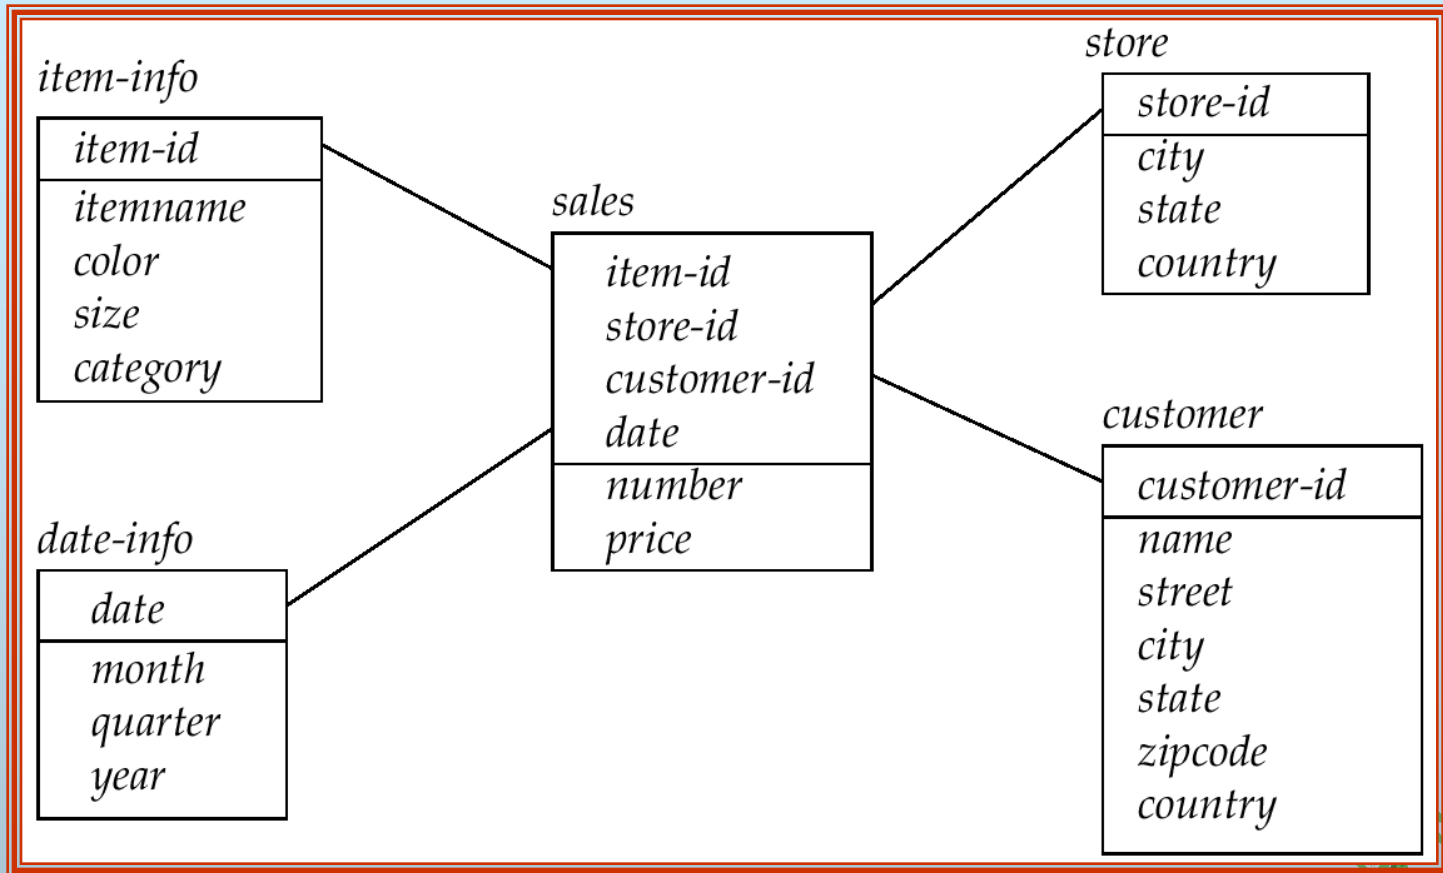 item-info
item-id
itemname
color
size
category
date-info
date
month
quarter
year
sales
item-id
store-id
customer-id
date
number
price
store
store-id
city
state
country
customer
customer-id
name
street
city
state
zipcode
country